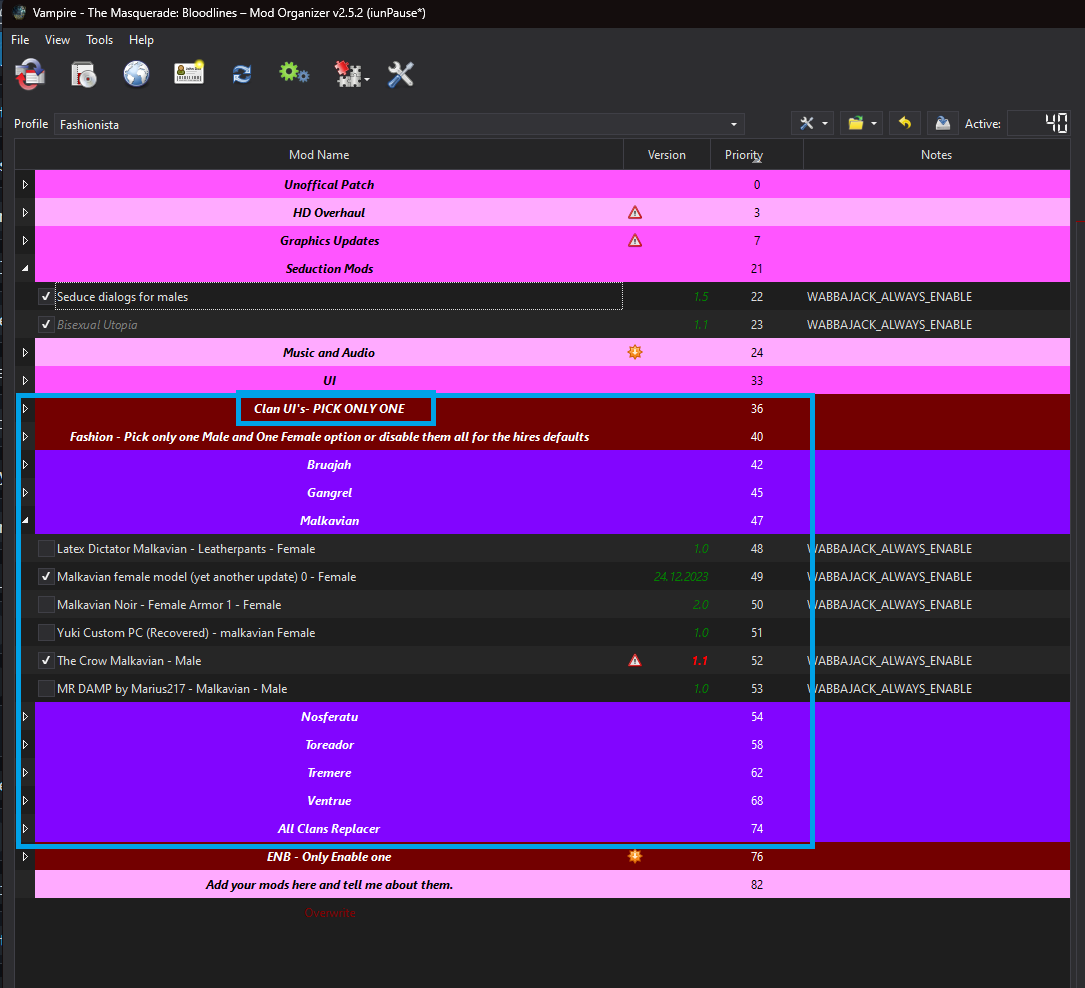 Vampire - The Masquerade: Bloodlines – Mod Organizer v2.5.2 (iunPause*)
File View Tools Help
Profile Fashionista Active: 40
Mod Name Version Priority Notes
Unoffical Patch 0
HD Overhaul 3
Graphics Updates 7
Seduction Mods 21
Seduce dialogs for males 1.5 22 WABBAJACK_ALWAYS_ENABLE
Bisexual Utopia 1.1 23 WABBAJACK_ALWAYS_ENABLE
Music and Audio 24
UI 33
Clan UI's- PICK ONLY ONE 36
Fashion - Pick only one Male and One Female option or disable them all for the hires defaults 40
Bruajah 42
Gangrel 45
Malkavian 47
Latex Dictator Malkavian - Leatherpants - Female 1.0 48 WABBAJACK_ALWAYS_ENABLE
Malkavian female model (yet another update) 0 - Female 24.12.2023 49 WABBAJACK_ALWAYS_ENABLE
Malkavian Noir - Female Armor 1 - Female 2.0 50 WABBAJACK_ALWAYS_ENABLE
Yuki Custom PC (Recovered) - malkavian Female 1.0 51
The Crow Malkavian - Male 1.1 52 WABBAJACK_ALWAYS_ENABLE
MR DAMP by Marius217 - Malkavian - Male 1.0 53 WABBAJACK_ALWAYS_ENABLE
Nosferatu 54
Toreador 58
Tremere 62
Ventrue 68
All Clans Replacer 74
ENB - Only Enable one 76
Add your mods here and tell me about them. 82
Overwrite